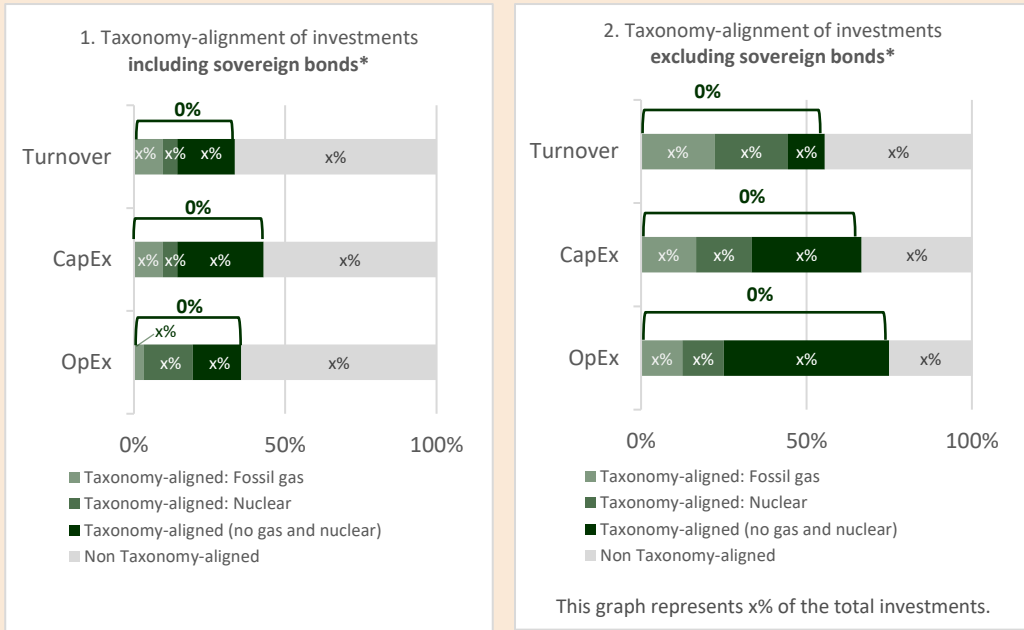 1. Taxonomy-alignment of investments
including sovereign bonds*
0%
Turnover
x% x% x% x%
0%
CapEx
x% x% x% x%
0%
x%
OpEx
x% x% x%
0% 50% 100%
Taxonomy-aligned: Fossil gas
Taxonomy-aligned: Nuclear
Taxonomy-aligned (no gas and nuclear)
Non Taxonomy-aligned
2. Taxonomy-alignment of investments
excluding sovereign bonds*
0%
Turnover
x% x% x% x%
0%
CapEx
x% x% x% x%
0%
OpEx
x% x% x% x%
0% 50% 100%
Taxonomy-aligned: Fossil gas
Taxonomy-aligned: Nuclear
Taxonomy-aligned (no gas and nuclear)
Non Taxonomy-aligned
This graph represents x% of the total investments.